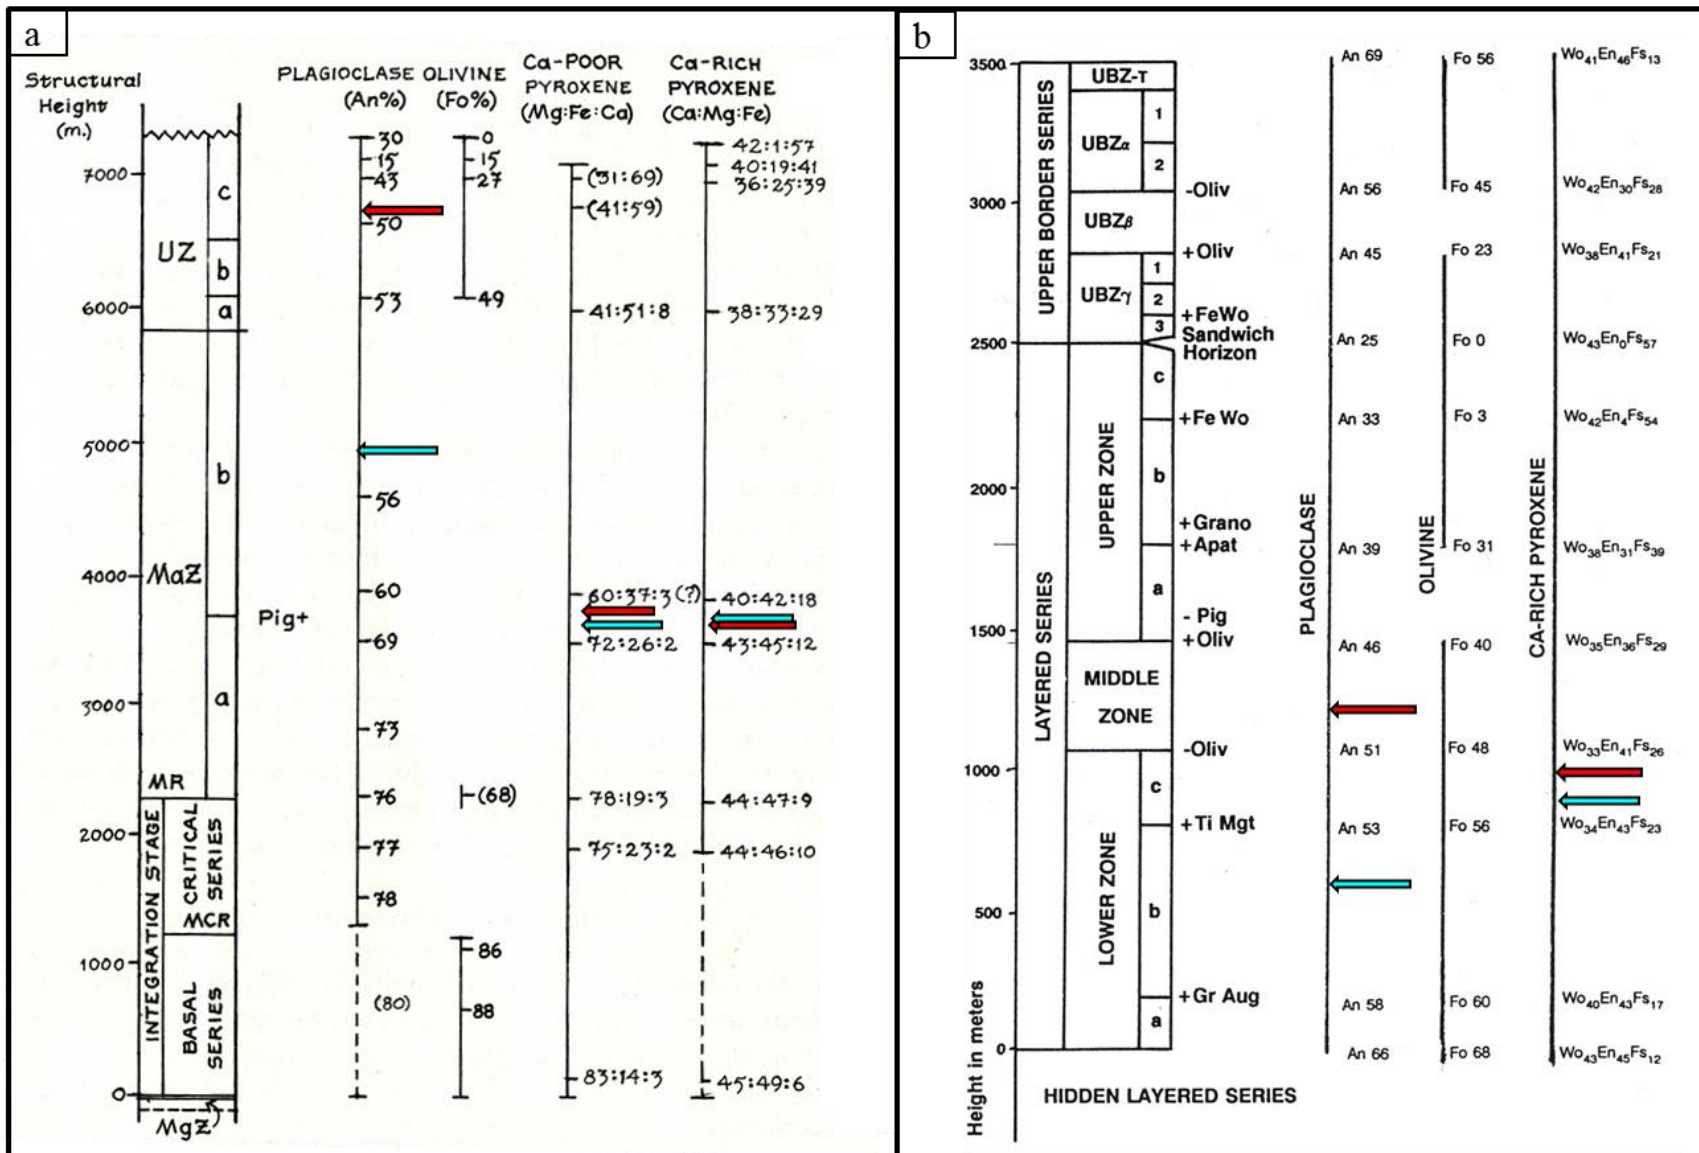 a
Structural
Height
(m.)
PLAGIOCLASE
(An%)
OLIVINE
(Fo%)
Ca-POOR
PYROXENE
(Mg:Fe:Ca)
Ca-RICH
PYROXENE
(Ca:Mg:Fe)
7000
6000
5000
4000
3000
2000
1000
0
UZ
c
b
a
MaZ
b
a
MR
INTEGRATION STAGE
CRITICAL SERIES
MCR
BASAL SERIES
MgZ
Pig+
30
15
43
50
53
56
60
69
73
76
77
78
(80)
0
15
27
49
(68)
86
88
(31:69)
(41:59)
41:51:8
60:37:3(?)
72:26:2
78:19:3
75:23:2
83:14:3
42:1:57
40:19:41
36:25:39
38:33:29
40:42:18
43:45:12
44:47:9
44:46:10
45:49:6
b
Height in meters
3500
3000
2500
2000
1500
1000
500
0
UPPER BORDER SERIES
LAYERED SERIES
UBZ-T
UBZα
1
2
UBZβ
UBZγ
1
2
3
UPPER ZONE
c
b
a
MIDDLE
ZONE
LOWER ZONE
c
b
a
HIDDEN LAYERED SERIES
-Oliv
+Oliv
+FeWo
Sandwich
Horizon
+Fe Wo
+Grano
+Apat
- Pig
+Oliv
-Oliv
+Ti Mgt
+Gr Aug
PLAGIOCLASE
An 69
An 56
An 45
An 25
An 33
An 39
An 46
An 51
An 53
An 58
An 66
OLIVINE
Fo 56
Fo 45
Fo 23
Fo 0
Fo 3
Fo 31
Fo 40
Fo 48
Fo 56
Fo 60
Fo 68
CA-RICH PYROXENE
Wo41En46Fs13
Wo42En30Fs28
Wo38En41Fs21
Wo43En0Fs57
Wo42En4Fs54
Wo38En31Fs39
Wo35En36Fs29
Wo33En41Fs26
Wo34En43Fs23
Wo40En43Fs17
Wo43En45Fs12